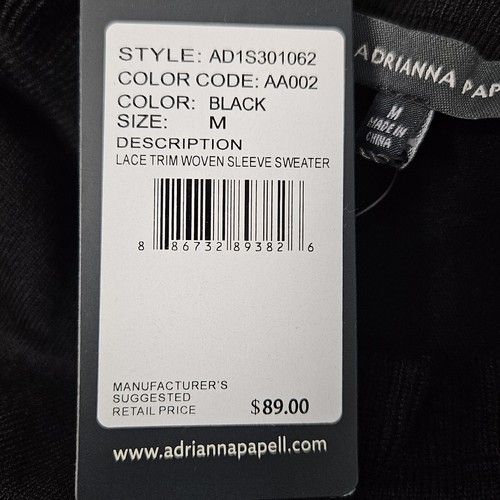 STYLE: AD1S301062
COLOR CODE: AA002
COLOR: BLACK
SIZE: M
DESCRIPTION
LACE TRIM WOVEN SLEEVE SWEATER
8 86732 89382 6
MANUFACTURER'S
SUGGESTED
RETAIL PRICE $89.00
www.adriannapapell.com
ADRIANNA PAP
M
MADE IN
CHINA